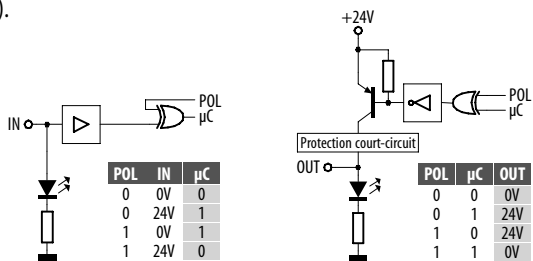 ).
POL
IN
µC
POL IN µC
0 0V 0
0 24V 1
1 0V 1
1 24V 0
+24V
POL
µC
Protection court-circuit
OUT
POL µC OUT
0 0 0V
0 1 24V
1 0 24V
1 1 0V